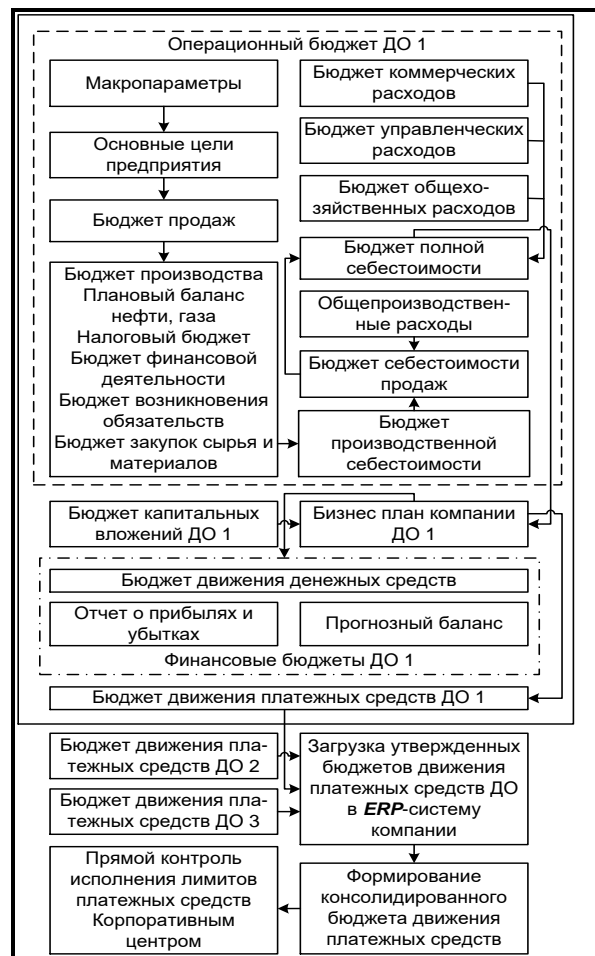 Операционный бюджет ДО 1
Макропараметры
Основные цели
предприятия
Бюджет продаж
Бюджет производства
Плановый баланс
нефти, газа
Налоговый бюджет
Бюджет финансовой
деятельности
Бюджет возникновения
обязательств
Бюджет закупок сырья и
материалов
Бюджет коммерческих
расходов
Бюджет управленческих
расходов
Бюджет общехо-
зяйственных расходов
Бюджет полной
себестоимости
Общепроизводствен-
ные расходы
Бюджет себестоимости
продаж
Бюджет
производственной
себестоимости
Бюджет капитальных
вложений ДО 1
Бизнес план компании
ДО 1
Бюджет движения денежных средств
Отчет о прибылях и
убытках
Прогнозный баланс
Финансовые бюджеты ДО 1
Бюджет движения платежных средств ДО 1
Бюджет движения пла-
тежных средств ДО 2
Бюджет движения пла-
тежных средств ДО 3
Загрузка утвержденных
бюджетов движения
платежных средств ДО
в ERP-систему
компании
Прямой контроль
исполнения лимитов
платежных средств
Корпоративным
центром
Формирование
консолидированного
бюджета движения
платежных средств